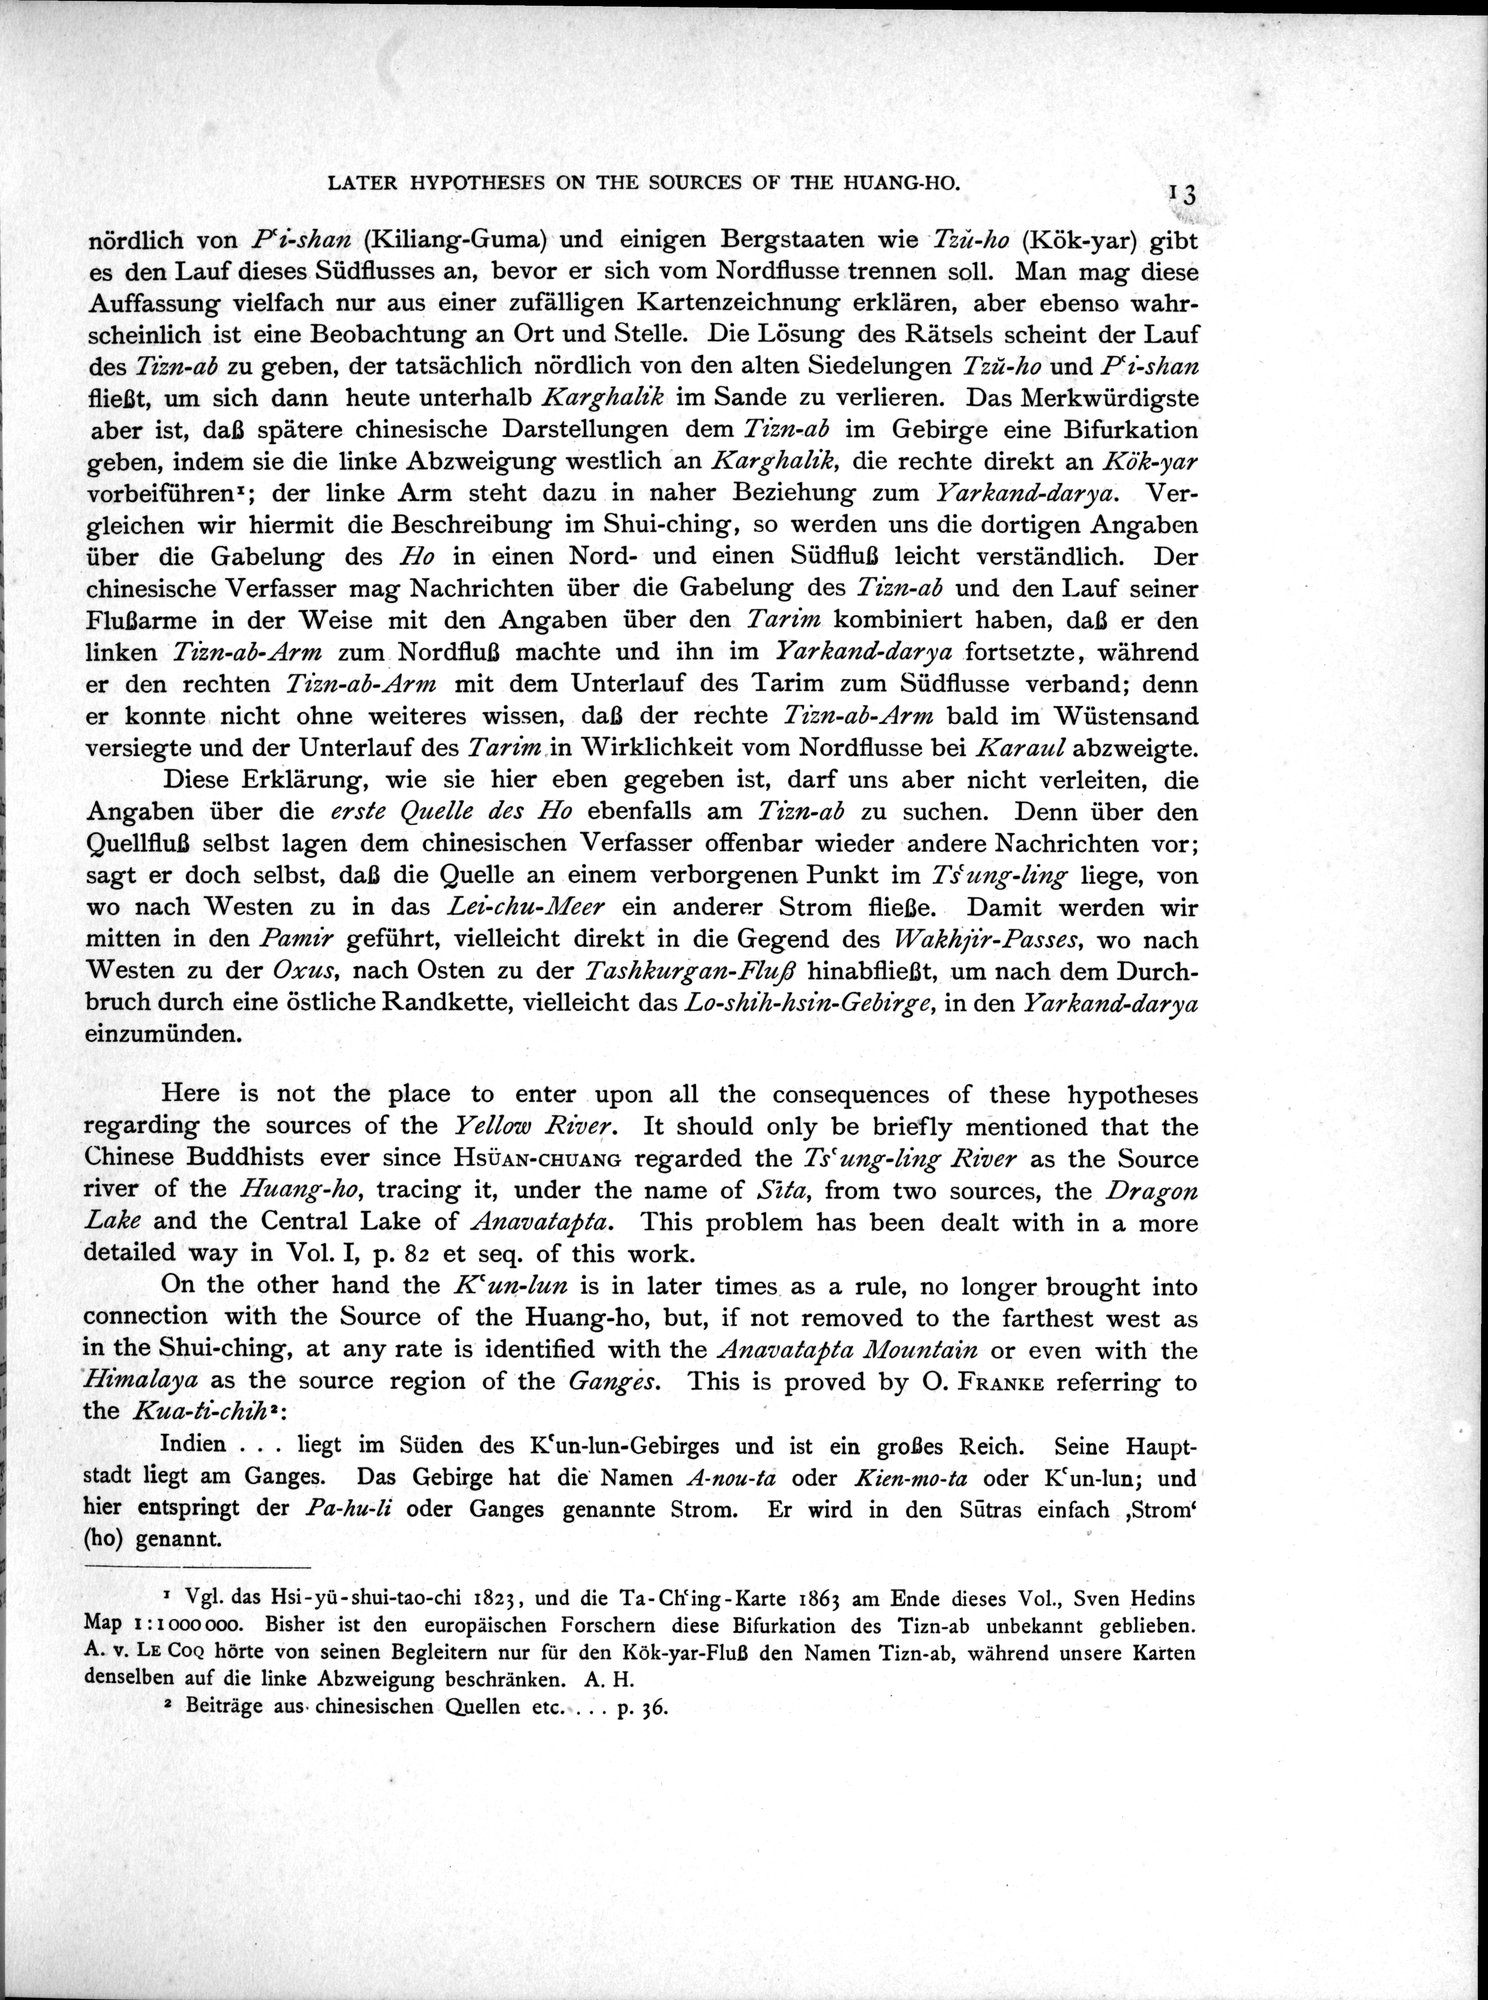 LATER HYPOTHESES ON THE SOURCES OF THE HUANG-HO.
13
nördlich von Pʿi-shan (Kiliang-Guma) und einigen Bergstaaten wie Tzŭ-ho (Kök-yar) gibt
es den Lauf dieses Südflusses an, bevor er sich vom Nordflusse trennen soll. Man mag diese
Auffassung vielfach nur aus einer zufälligen Kartenzeichnung erklären, aber ebenso wahr-
scheinlich ist eine Beobachtung an Ort und Stelle. Die Lösung des Rätsels scheint der Lauf
des Tizn-ab zu geben, der tatsächlich nördlich von den alten Siedelungen Tzŭ-ho und Pʿi-shan
fließt, um sich dann heute unterhalb Karghalik im Sande zu verlieren. Das Merkwürdigste
aber ist, daß spätere chinesische Darstellungen dem Tizn-ab im Gebirge eine Bifurkation
geben, indem sie die linke Abzweigung westlich an Karghalik, die rechte direkt an Kök-yar
vorbeiführen¹; der linke Arm steht dazu in naher Beziehung zum Yarkand-darya. Ver-
gleichen wir hiermit die Beschreibung im Shui-ching, so werden uns die dortigen Angaben
über die Gabelung des Ho in einen Nord- und einen Südfluß leicht verständlich. Der
chinesische Verfasser mag Nachrichten über die Gabelung des Tizn-ab und den Lauf seiner
Flußarme in der Weise mit den Angaben über den Tarim kombiniert haben, daß er den
linken Tizn-ab-Arm zum Nordfluß machte und ihn im Yarkand-darya fortsetzte, während
er den rechten Tizn-ab-Arm mit dem Unterlauf des Tarim zum Südflusse verband; denn
er konnte nicht ohne weiteres wissen, daß der rechte Tizn-ab-Arm bald im Wüstensand
versiegte und der Unterlauf des Tarim in Wirklichkeit vom Nordflusse bei Karaul abzweigte.
Diese Erklärung, wie sie hier eben gegeben ist, darf uns aber nicht verleiten, die
Angaben über die erste Quelle des Ho ebenfalls am Tizn-ab zu suchen. Denn über den
Quellfluß selbst lagen dem chinesischen Verfasser offenbar wieder andere Nachrichten vor;
sagt er doch selbst, daß die Quelle an einem verborgenen Punkt im Tsʿung-ling liege, von
wo nach Westen zu in das Lei-chu-Meer ein anderer Strom fließe. Damit werden wir
mitten in den Pamir geführt, vielleicht direkt in die Gegend des Wakhjir-Passes, wo nach
Westen zu der Oxus, nach Osten zu der Tashkurgan-Fluß hinabfließt, um nach dem Durch-
bruch durch eine östliche Randkette, vielleicht das Lo-shih-hsin-Gebirge, in den Yarkand-darya
einzumünden.
Here is not the place to enter upon all the consequences of these hypotheses
regarding the sources of the Yellow River. It should only be briefly mentioned that the
Chinese Buddhists ever since HSÜAN-CHUANG regarded the Tsʿung-ling River as the Source
river of the Huang-ho, tracing it, under the name of Sita, from two sources, the Dragon
Lake and the Central Lake of Anavatapta. This problem has been dealt with in a more
detailed way in Vol. I, p. 82 et seq. of this work.
On the other hand the Kʿun-lun is in later times as a rule, no longer brought into
connection with the Source of the Huang-ho, but, if not removed to the farthest west as
in the Shui-ching, at any rate is identified with the Anavatapta Mountain or even with the
Himalaya as the source region of the Ganges. This is proved by O. FRANKE referring to
the Kua-ti-chih²:
Indien . . . liegt im Süden des Kʿun-lun-Gebirges und ist ein großes Reich. Seine Haupt-
stadt liegt am Ganges. Das Gebirge hat die Namen A-nou-ta oder Kien-mo-ta oder Kʿun-lun; und
hier entspringt der Pa-hu-li oder Ganges genannte Strom. Er wird in den Sūtras einfach ‚Strom‘
(ho) genannt.
¹ Vgl. das Hsi-yü-shui-tao-chi 1823, und die Ta-Chʿing-Karte 1863 am Ende dieses Vol., Sven Hedins
Map 1:1 000 000. Bisher ist den europäischen Forschern diese Bifurkation des Tizn-ab unbekannt geblieben.
A. v. LE COQ hörte von seinen Begleitern nur für den Kök-yar-Fluß den Namen Tizn-ab, während unsere Karten
denselben auf die linke Abzweigung beschränken. A. H.
² Beiträge aus chinesischen Quellen etc. . . . p. 36.